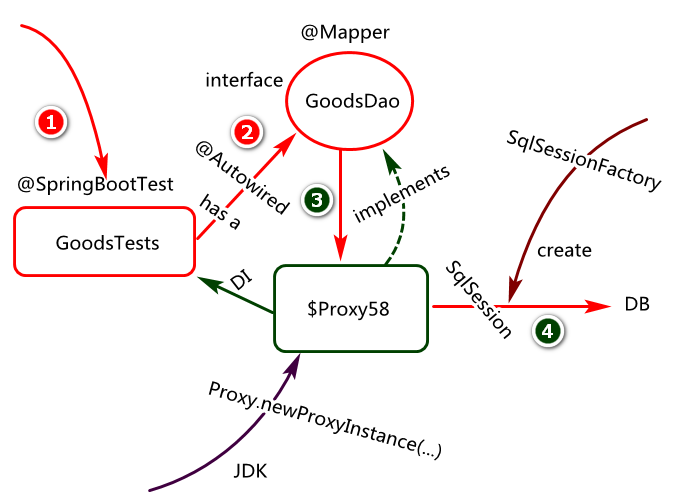 @Mapper
interface
GoodsDao
1
2
@Autowired
has a
SqlSessionFactory
@SpringBootTest
3
implements
GoodsTests
create
DI
SqlSession
$Proxy58
DB
4
Proxy.newProxyInstance(...)
JDK